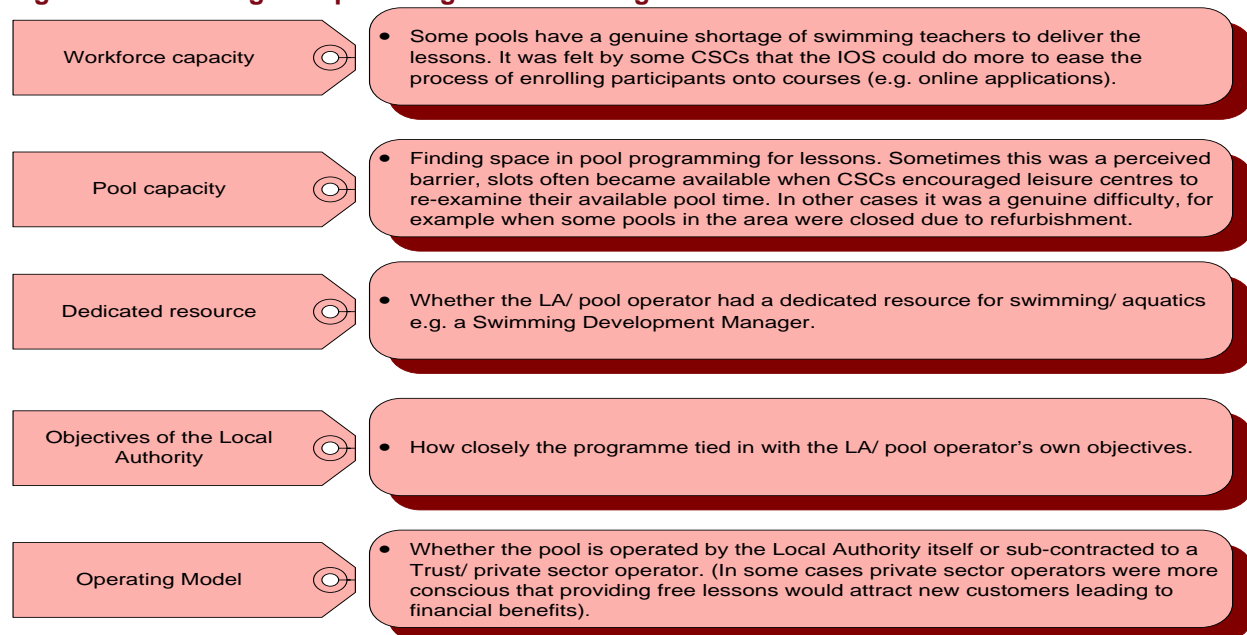 Workforce capacity
• Some pools have a genuine shortage of swimming teachers to deliver the
lessons. It was felt by some CSCs that the IOS could do more to ease the
process of enrolling participants onto courses (e.g. online applications).
Pool capacity
• Finding space in pool programming for lessons. Sometimes this was a perceived
barrier, slots often became available when CSCs encouraged leisure centres to
re-examine their available pool time. In other cases it was a genuine difficulty, for
example when some pools in the area were closed due to refurbishment.
Dedicated resource
• Whether the LA/ pool operator had a dedicated resource for swimming/ aquatics
e.g. a Swimming Development Manager.
Objectives of the Local
Authority
• How closely the programme tied in with the LA/ pool operator's own objectives.
Operating Model
• Whether the pool is operated by the Local Authority itself or sub-contracted to a
Trust/ private sector operator. (In some cases private sector operators were more
conscious that providing free lessons would attract new customers leading to
financial benefits).